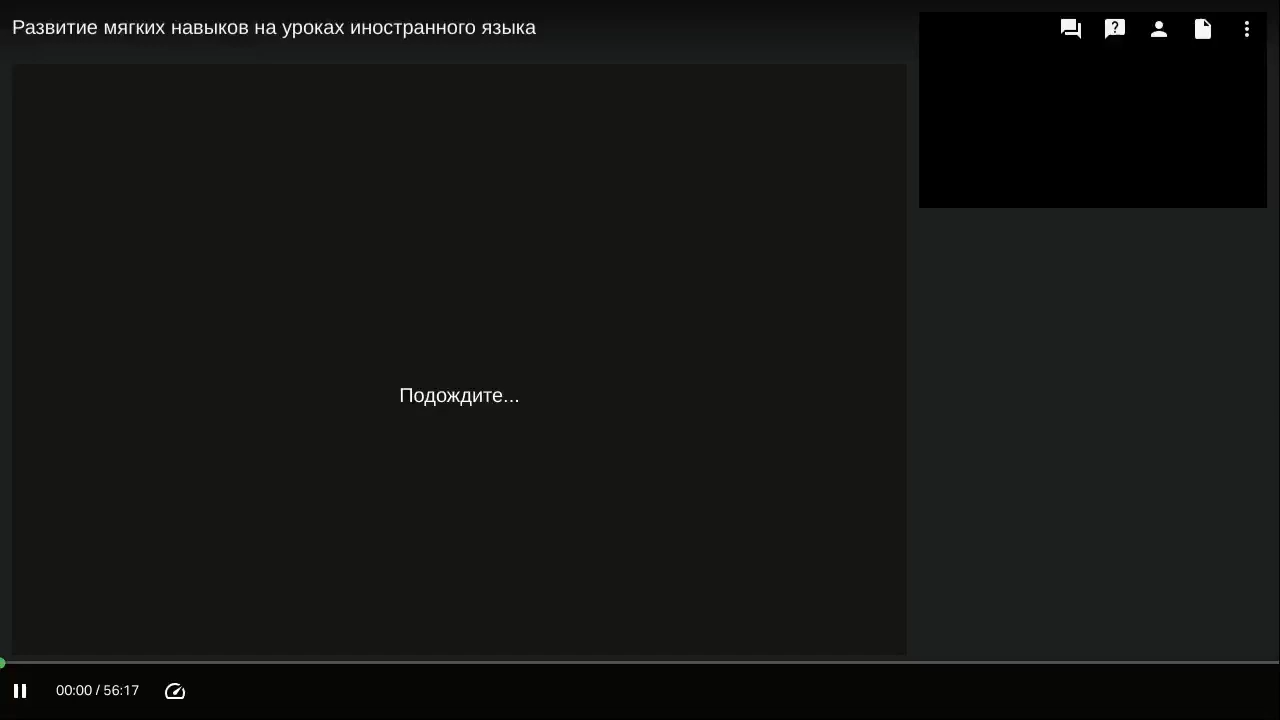 Развитие мягких навыков на уроках иностранного языка
Подождите...
00:00 / 56:17